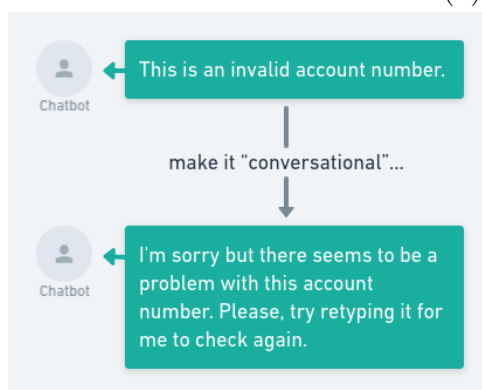 This is an invalid account number.
Chatbot
make it “conversational”...
I'm sorry but there seems to be a
problem with this account
number. Please, try retyping it for
me to check again.
Chatbot